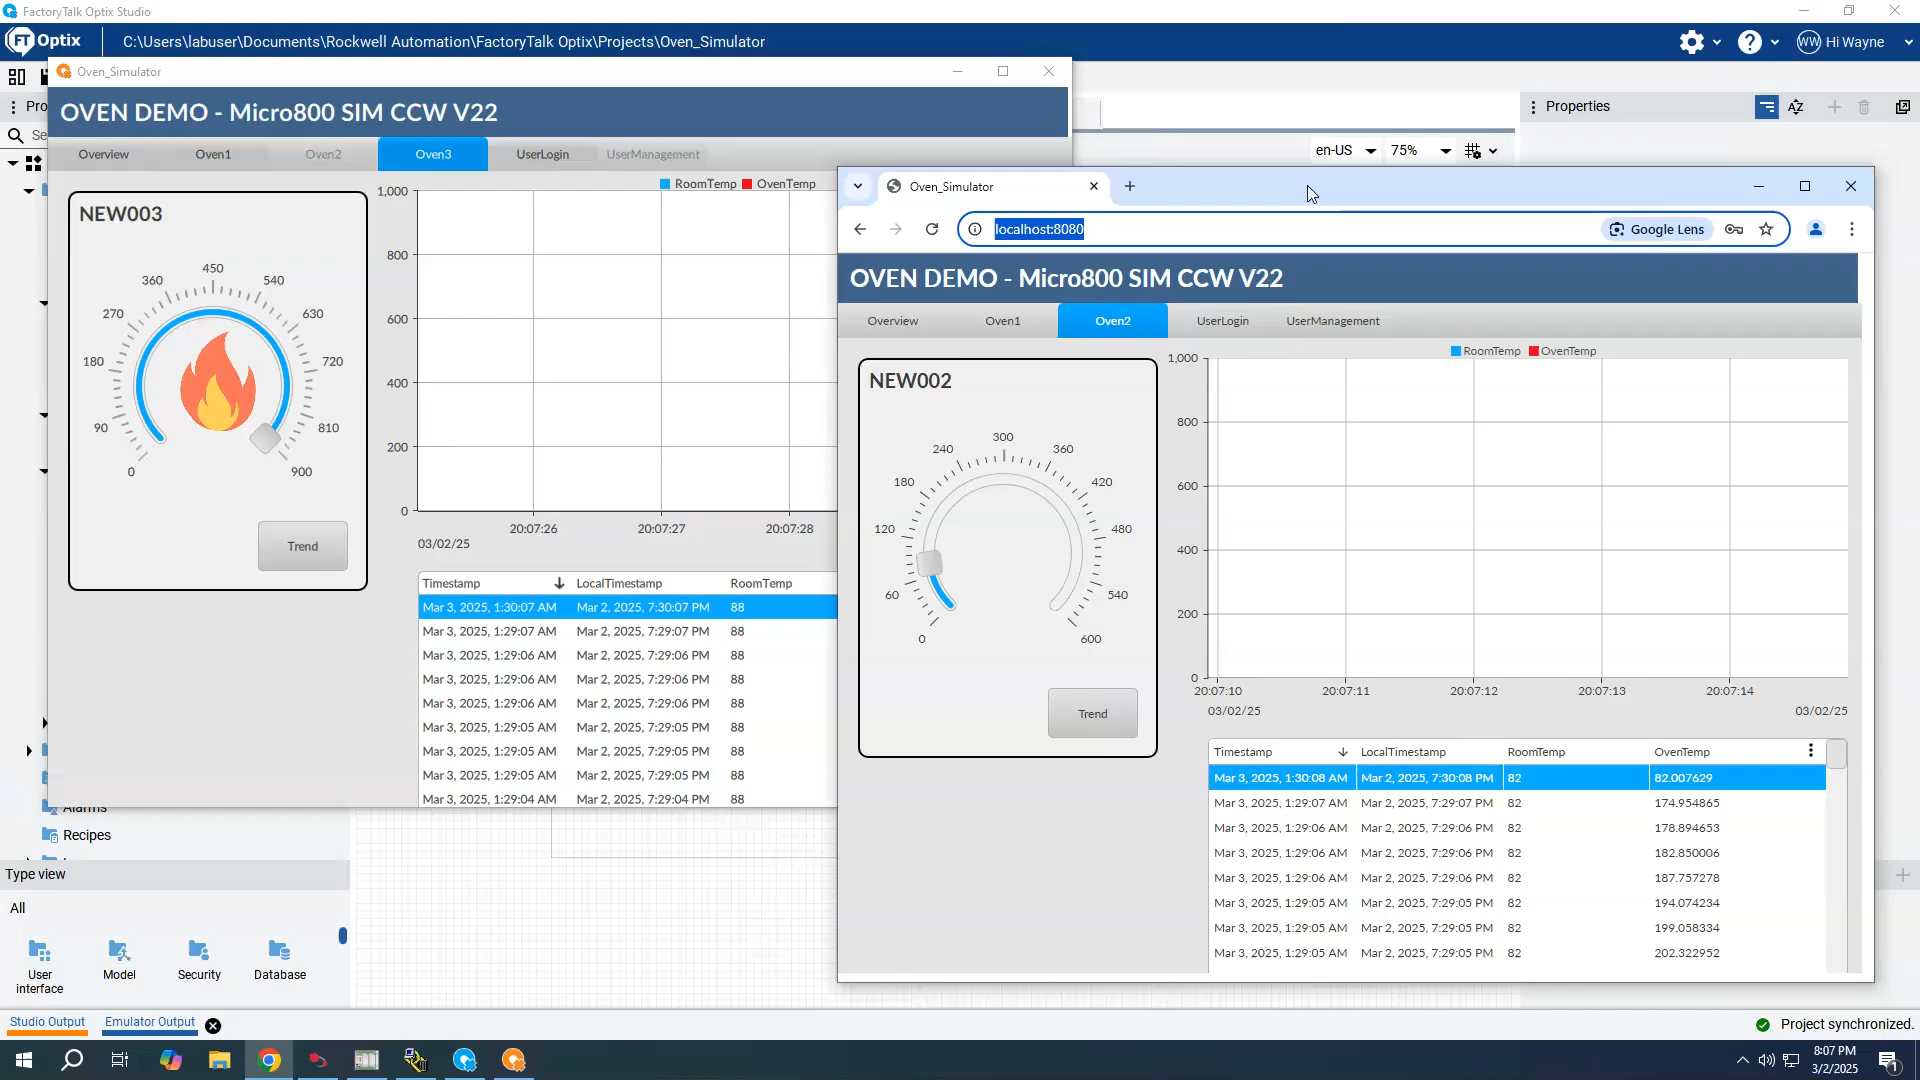 FactoryTalk Optix Studio
FT Optix
C:\Users\labuser\Documents\Rockwell Automation\FactoryTalk Optix\Projects\Oven_Simulator
WW Hi Wayne
Oven_Simulator
OVEN DEMO - Micro800 SIM CCW V22
Overview Oven1 Oven2 Oven3 UserLogin UserManagement
Pro
Se
Properties
en-US 75%
NEW003
0 90 180 270 360 450 540 630 720 810 900
Trend
RoomTemp OvenTemp
1,000
800
600
400
200
0
20:07:26 20:07:27 20:07:28
03/02/25
Timestamp LocalTimestamp RoomTemp
Mar 3, 2025, 1:30:07 AM Mar 2, 2025, 7:30:07 PM 88
Mar 3, 2025, 1:29:07 AM Mar 2, 2025, 7:29:07 PM 88
Mar 3, 2025, 1:29:06 AM Mar 2, 2025, 7:29:06 PM 88
Mar 3, 2025, 1:29:06 AM Mar 2, 2025, 7:29:06 PM 88
Mar 3, 2025, 1:29:06 AM Mar 2, 2025, 7:29:06 PM 88
Mar 3, 2025, 1:29:05 AM Mar 2, 2025, 7:29:05 PM 88
Mar 3, 2025, 1:29:05 AM Mar 2, 2025, 7:29:05 PM 88
Mar 3, 2025, 1:29:05 AM Mar 2, 2025, 7:29:05 PM 88
Mar 3, 2025, 1:29:04 AM Mar 2, 2025, 7:29:04 PM 88
Oven_Simulator
localhost:8080
Google Lens
OVEN DEMO - Micro800 SIM CCW V22
Overview Oven1 Oven2 UserLogin UserManagement
NEW002
0 60 120 180 240 300 360 420 480 540 600
Trend
RoomTemp OvenTemp
1,000
800
600
400
200
0
20:07:10 20:07:11 20:07:12 20:07:13 20:07:14
03/02/25 03/02/25
Timestamp LocalTimestamp RoomTemp OvenTemp
Mar 3, 2025, 1:30:08 AM Mar 2, 2025, 7:30:08 PM 82 82.007629
Mar 3, 2025, 1:29:07 AM Mar 2, 2025, 7:29:07 PM 82 174.954865
Mar 3, 2025, 1:29:06 AM Mar 2, 2025, 7:29:06 PM 82 178.894653
Mar 3, 2025, 1:29:06 AM Mar 2, 2025, 7:29:06 PM 82 182.850006
Mar 3, 2025, 1:29:06 AM Mar 2, 2025, 7:29:06 PM 82 187.757278
Mar 3, 2025, 1:29:05 AM Mar 2, 2025, 7:29:05 PM 82 194.074234
Mar 3, 2025, 1:29:05 AM Mar 2, 2025, 7:29:05 PM 82 199.058334
Mar 3, 2025, 1:29:05 AM Mar 2, 2025, 7:29:05 PM 82 202.322952
Alarms
Recipes
Type view
All
User interface
Model
Security
Database
Studio Output Emulator Output
Project synchronized.
8:07 PM
3/2/2025
1